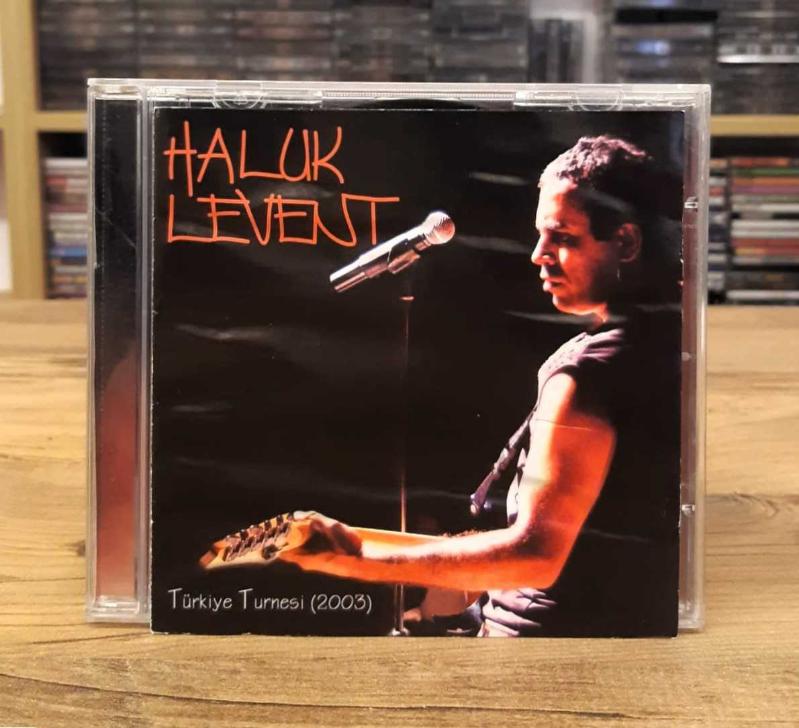 HALUK
LEVENT
Türkiye Turnesi (2003)